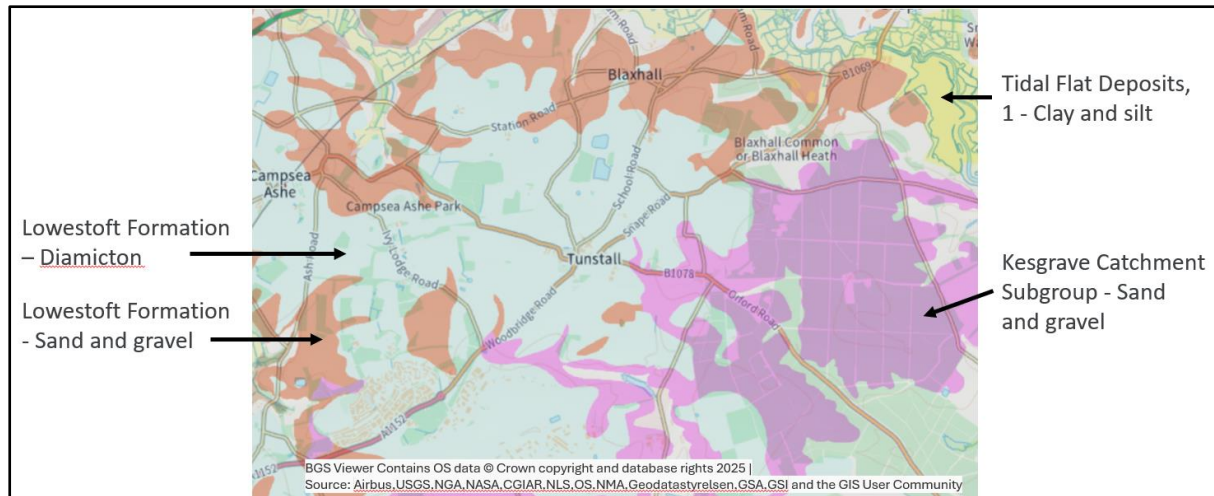 Lowestoft Formation
– Diamicton
Lowestoft Formation
- Sand and gravel
Blaxhall
B1069
Station Road
Blaxhall Common
or Blaxhall Heath
School Road
Campsea
Ashe
Campsea Ashe Park
Snape Road
Ash Road
Ivy Lodge Road
Tunstall
B1078
Orford Road
Woodbridge Road
A1152
A1152
BGS Viewer Contains OS data © Crown copyright and database rights 2025 |
Source: Airbus,USGS,NGA,NASA,CGIAR,NLS,OS,NMA,Geodatastyrelsen,GSA,GSI and the GIS User Community
Tidal Flat Deposits,
1 - Clay and silt
Kesgrave Catchment
Subgroup - Sand
and gravel